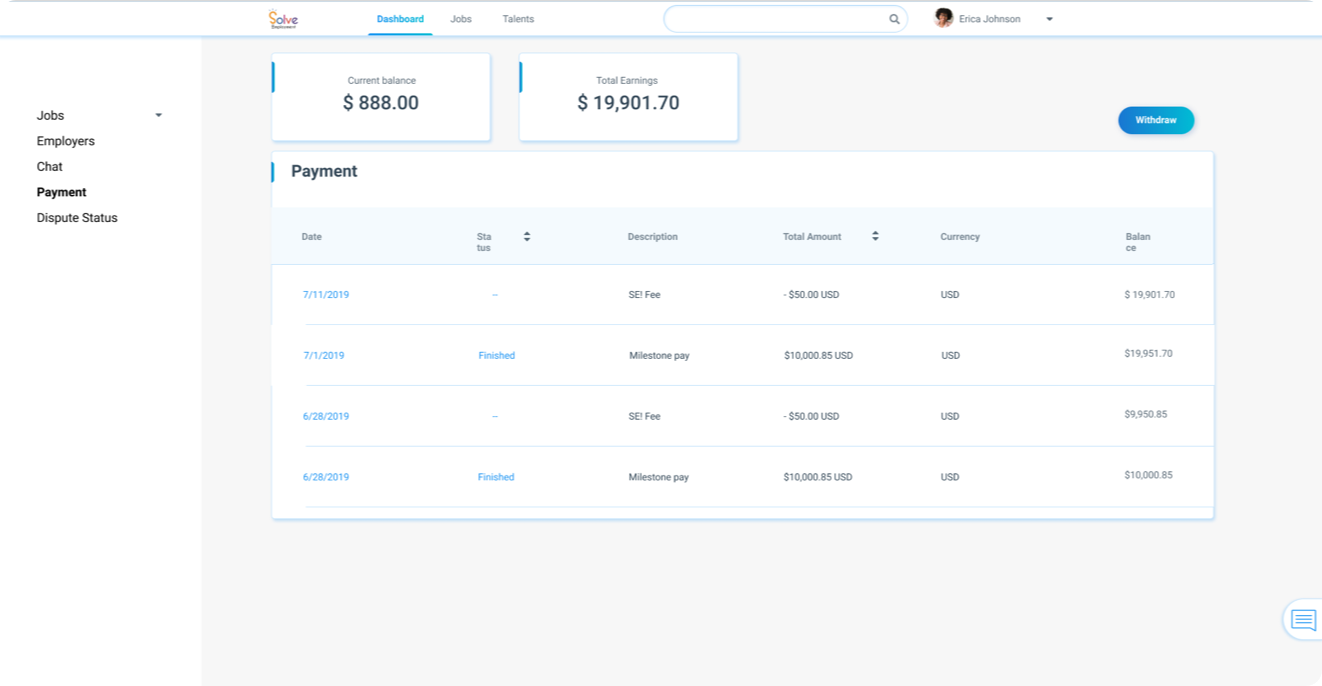 Solve
Employment
Dashboard
Jobs
Talents
Erica Johnson
Jobs
Employers
Chat
Payment
Dispute Status
Current balance
$ 888.00
Total Earnings
$ 19,901.70
Withdraw
Payment
Date
Sta
tus
Description
Total Amount
Currency
Balan
ce
7/11/2019 -- SE! Fee - $50.00 USD USD $ 19,901.70
7/1/2019 Finished Milestone pay $10,000.85 USD USD $19,951.70
6/28/2019 -- SE! Fee - $50.00 USD USD $9,950.85
6/28/2019 Finished Milestone pay $10,000.85 USD USD $10,000.85